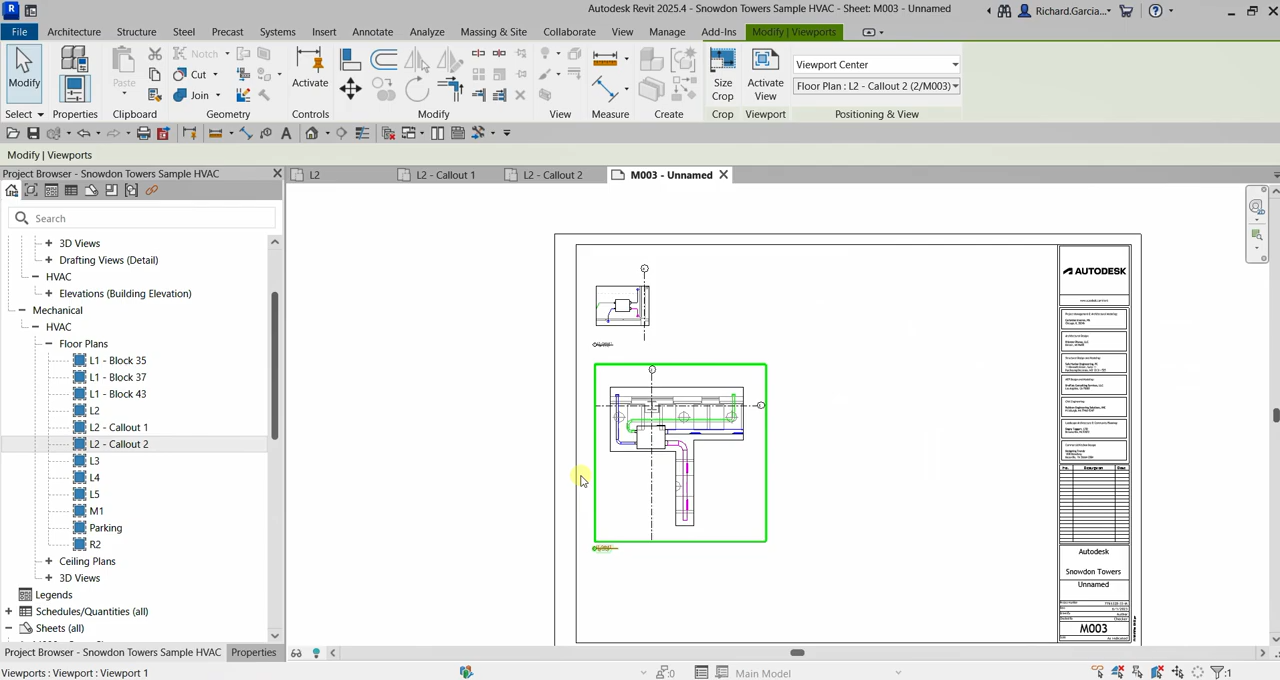 Autodesk Revit 2025.4 - Snowdon Towers Sample HVAC - Sheet: M003 - Unnamed
Richard.Garcia...
File
Architecture
Structure
Steel
Precast
Systems
Insert
Annotate
Analyze
Massing & Site
Collaborate
View
Manage
Add-Ins
Modify | Viewports
Modify
Paste
Notch
Cut
Join
Activate
Size Crop
Activate View
Viewport Center
Floor Plan : L2 - Callout 2 (2/M003)
Select
Properties
Clipboard
Geometry
Controls
Modify
View
Measure
Create
Crop
Viewport
Positioning & View
Modify | Viewports
Project Browser - Snowdon Towers Sample HVAC
L2
L2 - Callout 1
L2 - Callout 2
M003 - Unnamed
Search
3D Views
Drafting Views (Detail)
HVAC
Elevations (Building Elevation)
Mechanical
HVAC
Floor Plans
L1 - Block 35
L1 - Block 37
L1 - Block 43
L2
L2 - Callout 1
L2 - Callout 2
L3
L4
L5
M1
Parking
R2
Ceiling Plans
3D Views
Legends
Schedules/Quantities (all)
Sheets (all)
AUTODESK
Autodesk
Snowdon Towers
Unnamed
M003
Project Browser - Snowdon Towers Sample HVAC
Properties
Viewports : Viewport : Viewport 1
:0
Main Model
:1